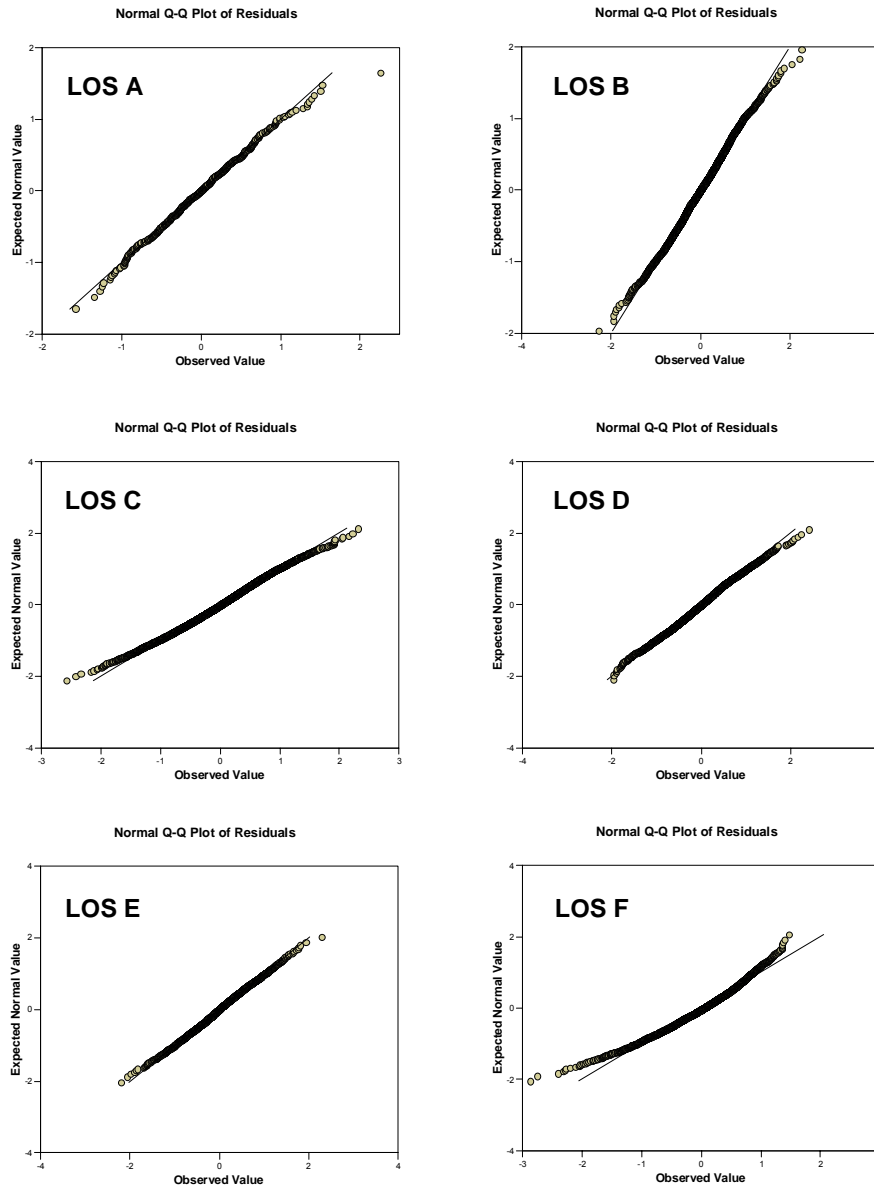 Normal Q-Q Plot of Residuals
LOS A
2
1
0
-1
-2
Expected Normal Value
-2 -1 0 1 2
Observed Value
Normal Q-Q Plot of Residuals
LOS B
2
1
0
-1
-2
Expected Normal Value
-4 -2 0 2
Observed Value
Normal Q-Q Plot of Residuals
LOS C
4
2
0
-2
-4
Expected Normal Value
-3 -2 -1 0 1 2 3
Observed Value
Normal Q-Q Plot of Residuals
LOS D
4
2
0
-2
-4
Expected Normal Value
-4 -2 0 2
Observed Value
Normal Q-Q Plot of Residuals
LOS E
4
2
0
-2
-4
Expected Normal Value
-4 -2 0 2 4
Observed Value
Normal Q-Q Plot of Residuals
LOS F
4
2
0
-2
-4
Expected Normal Value
-3 -2 -1 0 1 2
Observed Value